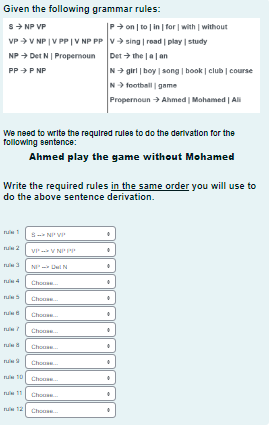 Given the following grammar rules:
S → NP VP
VP → V NP | V PP | V NP PP
NP → Det N | Propernoun
PP → P NP
P → on | to | in | for | with | without
V → sing | read | play | study
Det → the | a | an
N → girl | boy | song | book | club | course
N → football | game
Propernoun → Ahmed | Mohamed | Ali
We need to write the required rules to do the derivation for the
following sentence:
Ahmed play the game without Mohamed
Write the required rules in the same order you will use to
do the above sentence derivation.
rule 1 S --> NP VP
rule 2 VP --> V NP PP
rule 3 NP --> Det N
rule 4 Choose...
rule 5 Choose...
rule 6 Choose...
rule 7 Choose...
rule 8 Choose...
rule 9 Choose...
rule 10 Choose...
rule 11 Choose...
rule 12 Choose...